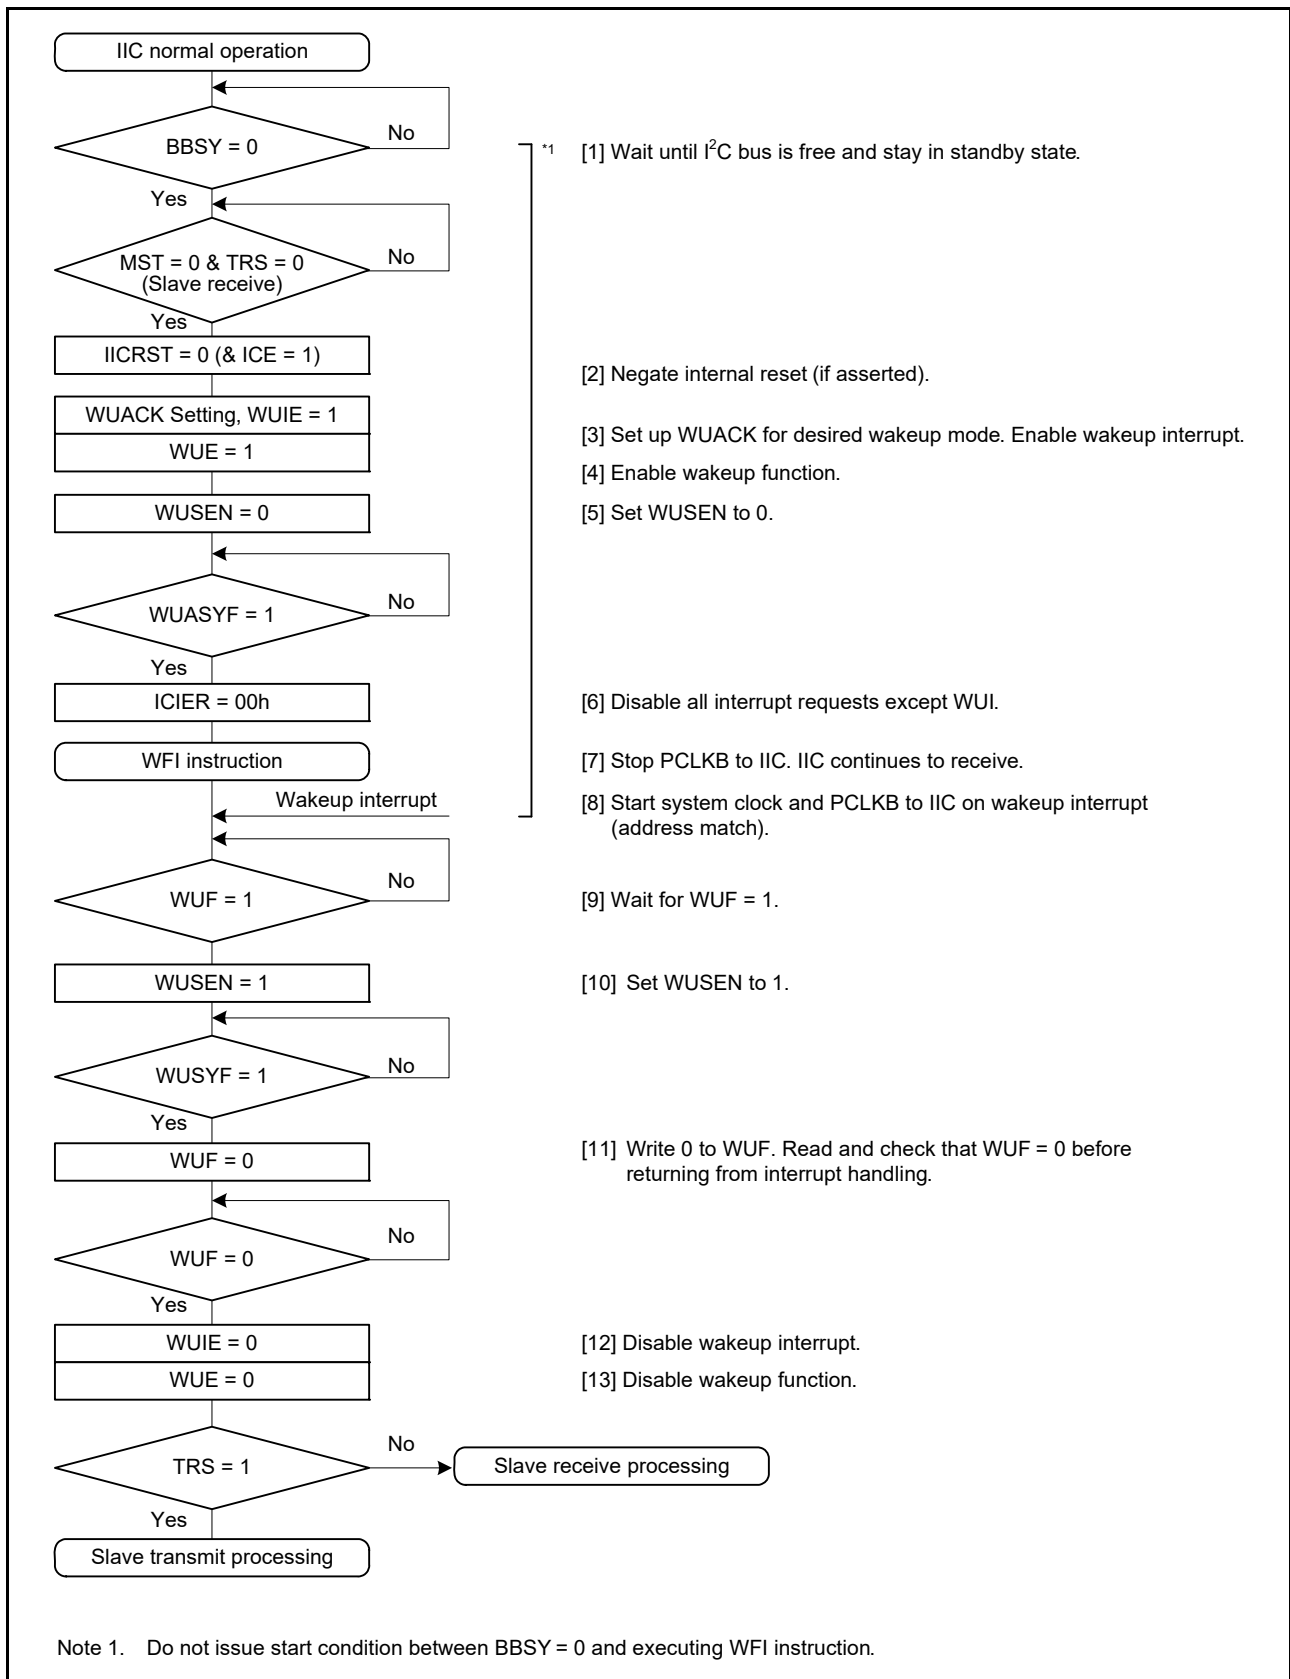 IIC normal operation
BBSY = 0
No
*1
[1] Wait until I²C bus is free and stay in standby state.
Yes
MST = 0 & TRS = 0
(Slave receive)
No
Yes
IICRST = 0 (& ICE = 1)
[2] Negate internal reset (if asserted).
WUACK Setting, WUIE = 1
[3] Set up WUACK for desired wakeup mode. Enable wakeup interrupt.
WUE = 1
[4] Enable wakeup function.
WUSEN = 0
[5] Set WUSEN to 0.
WUASYF = 1
No
Yes
ICIER = 00h
[6] Disable all interrupt requests except WUI.
WFI instruction
[7] Stop PCLKB to IIC. IIC continues to receive.
Wakeup interrupt
[8] Start system clock and PCLKB to IIC on wakeup interrupt
(address match).
WUF = 1
No
[9] Wait for WUF = 1.
WUSEN = 1
[10] Set WUSEN to 1.
WUSYF = 1
No
Yes
WUF = 0
[11] Write 0 to WUF. Read and check that WUF = 0 before
returning from interrupt handling.
WUF = 0
No
Yes
WUIE = 0
[12] Disable wakeup interrupt.
WUE = 0
[13] Disable wakeup function.
TRS = 1
No
Slave receive processing
Yes
Slave transmit processing
Note 1. Do not issue start condition between BBSY = 0 and executing WFI instruction.